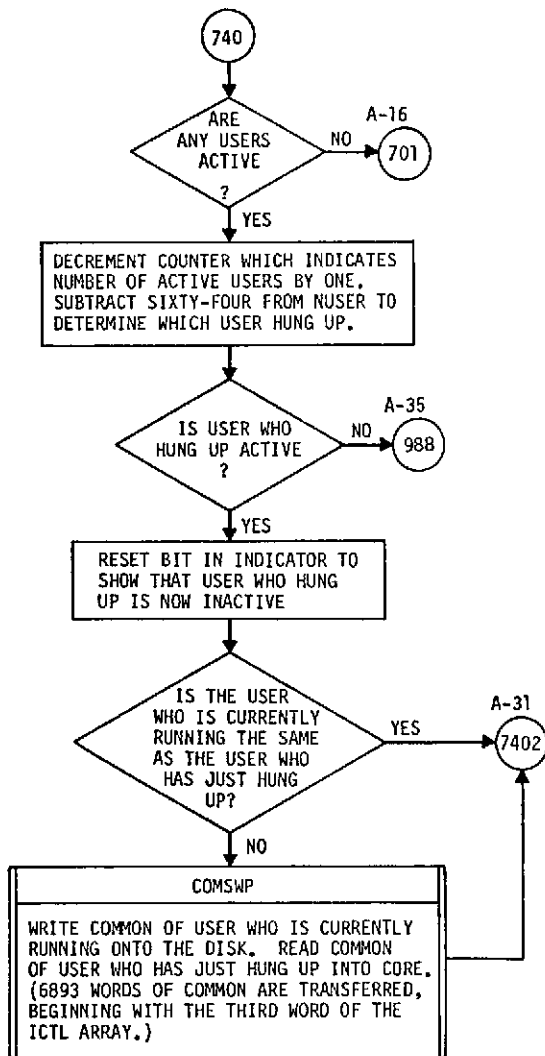 740
ARE
ANY USERS
ACTIVE
?
NO
A-16
701
YES
DECREMENT COUNTER WHICH INDICATES
NUMBER OF ACTIVE USERS BY ONE.
SUBTRACT SIXTY-FOUR FROM NUSER TO
DETERMINE WHICH USER HUNG UP.
IS USER WHO
HUNG UP ACTIVE
?
NO
A-35
988
YES
RESET BIT IN INDICATOR TO
SHOW THAT USER WHO HUNG
UP IS NOW INACTIVE
IS THE USER
WHO IS CURRENTLY
RUNNING THE SAME
AS THE USER WHO
HAS JUST HUNG
UP?
YES
A-31
7402
NO
COMSWP
WRITE COMMON OF USER WHO IS CURRENTLY
RUNNING ONTO THE DISK. READ COMMON
OF USER WHO HAS JUST HUNG UP INTO CORE.
(6893 WORDS OF COMMON ARE TRANSFERRED,
BEGINNING WITH THE THIRD WORD OF THE
ICTL ARRAY.)